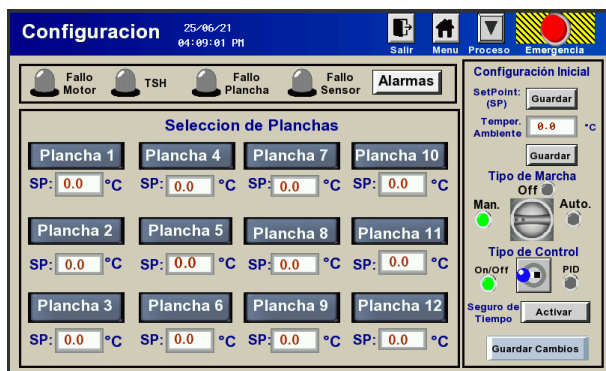 Configuracion
25/06/21
04:09:01 PM
Salir Menu Proceso Emergencia
Fallo Motor
TSH
Fallo Plancha
Fallo Sensor
Alarmas
Seleccion de Planchas
Plancha 1 Plancha 4 Plancha 7 Plancha 10
SP: 0.0 °C SP: 0.0 °C SP: 0.0 °C SP: 0.0 °C
Plancha 2 Plancha 5 Plancha 8 Plancha 11
SP: 0.0 °C SP: 0.0 °C SP: 0.0 °C SP: 0.0 °C
Plancha 3 Plancha 6 Plancha 9 Plancha 12
SP: 0.0 °C SP: 0.0 °C SP: 0.0 °C SP: 0.0 °C
Configuración Inicial
SetPoint: (SP) Guardar
Temper. Ambiente 0.0 °C
Guardar
Tipo de Marcha
Off
Man. Auto.
Tipo de Control
On/Off PID
Seguro de Tiempo Activar
Guardar Cambios